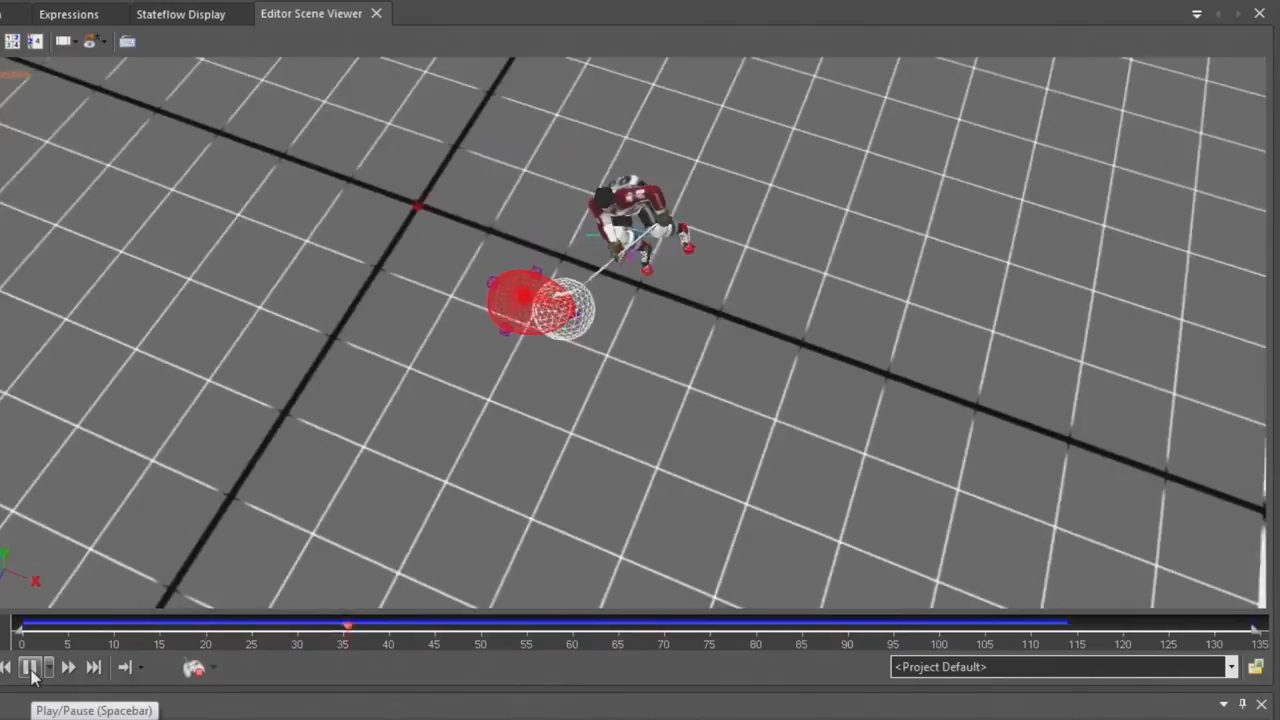 Expressions
Stateflow Display
Editor Scene Viewer
X
0 5 10 15 20 25 30 35 40 45 50 55 60 65 70 75 80 85 90 95 100 105 110 115 120 125 130 135
<Project Default>
Play/Pause (Spacebar)